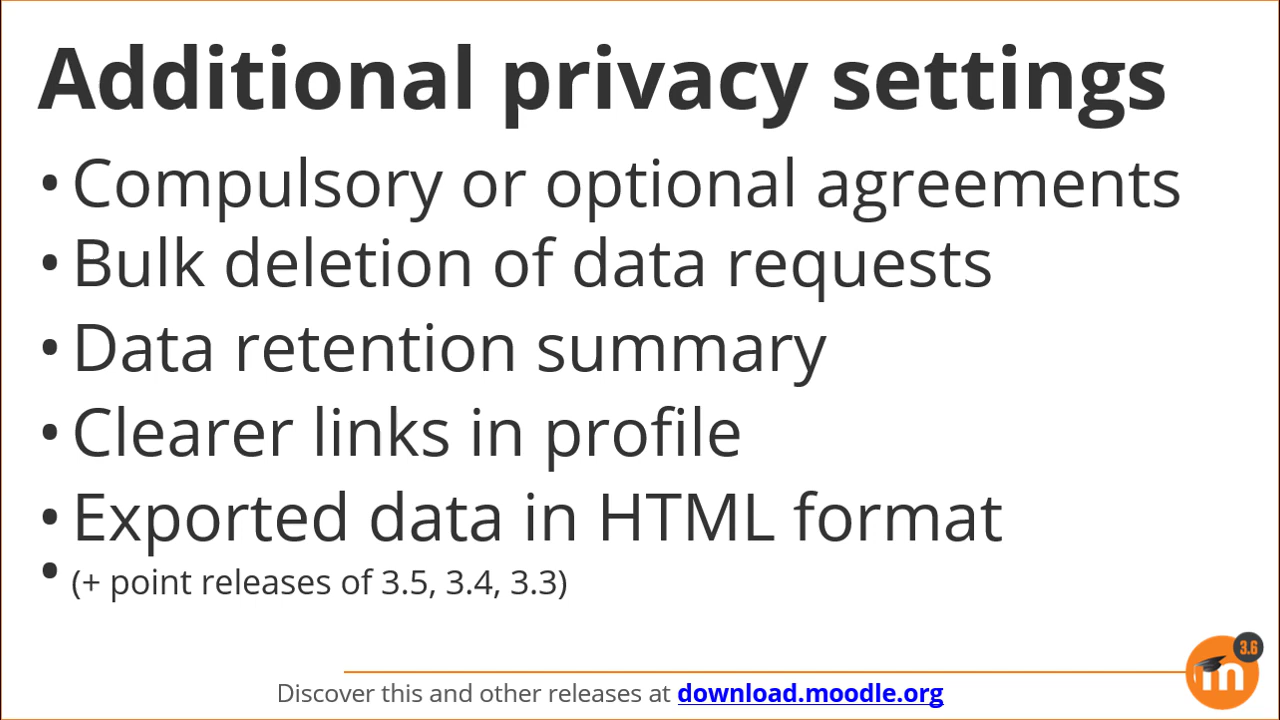 Additional privacy settings
• Compulsory or optional agreements
• Bulk deletion of data requests
• Data retention summary
• Clearer links in profile
• Exported data in HTML format
• (+ point releases of 3.5, 3.4, 3.3)
3.6
m
Discover this and other releases at download.moodle.org